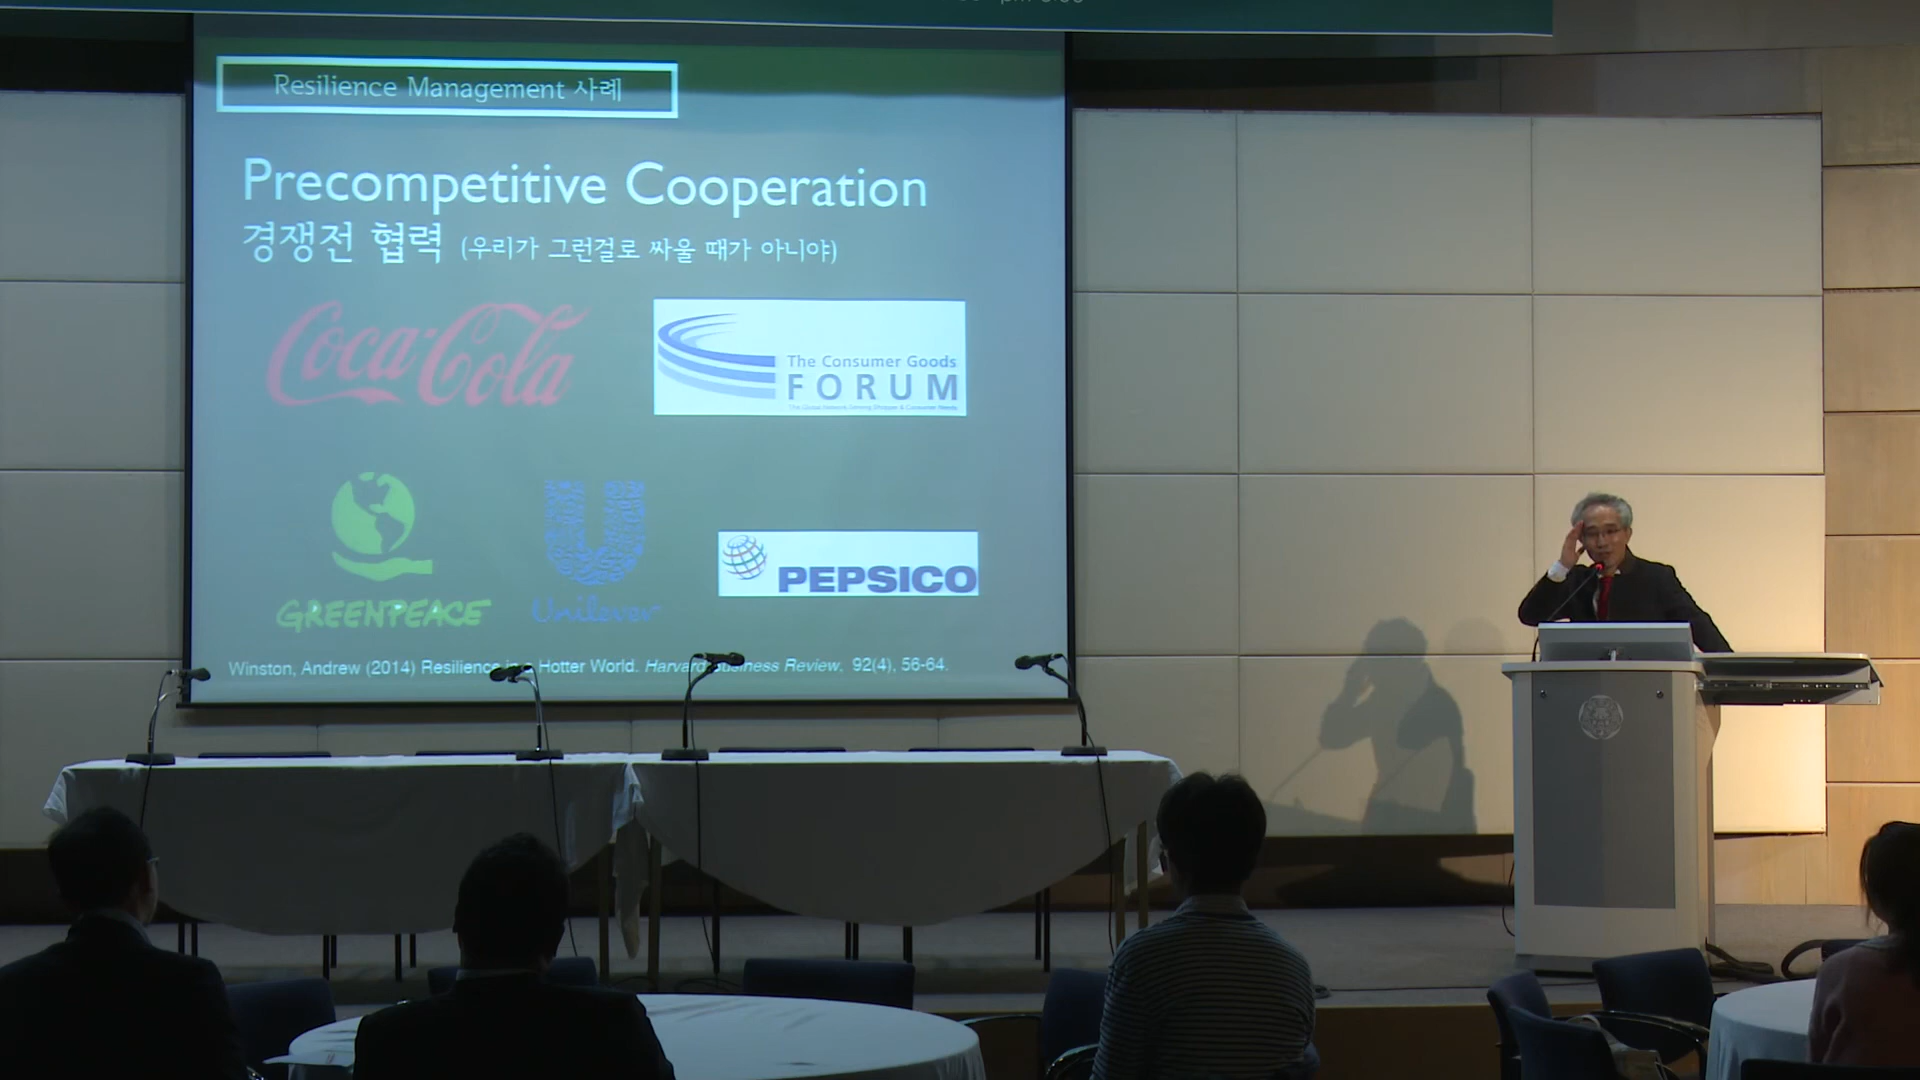 Resilience Management 사례
Precompetitive Cooperation
경쟁전 협력 (우리가 그런걸로 싸울 때가 아니야)
Coca-Cola
The Consumer Goods
FORUM
GREENPEACE
Unilever
PEPSICO
Winston, Andrew (2014) Resilience in a Hotter World. Harvard Business Review, 92(4), 56-64.